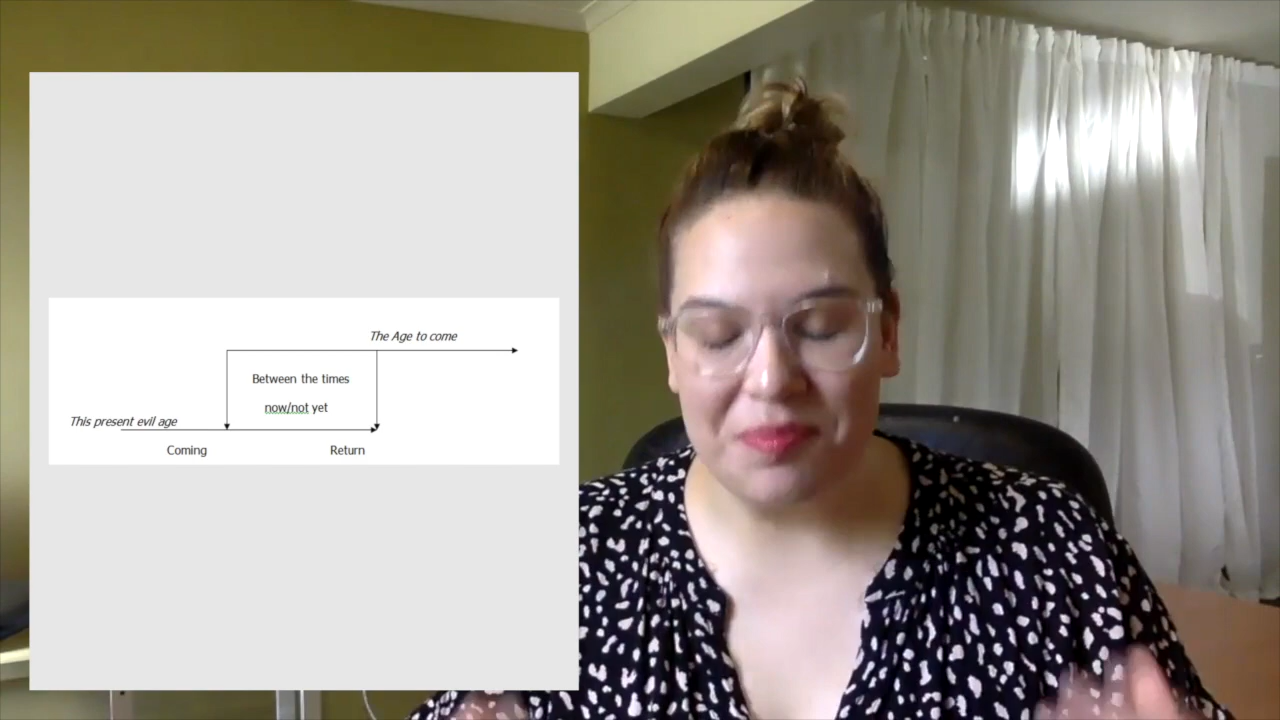 The Age to come
Between the times
now/not yet
This present evil age
Coming
Return